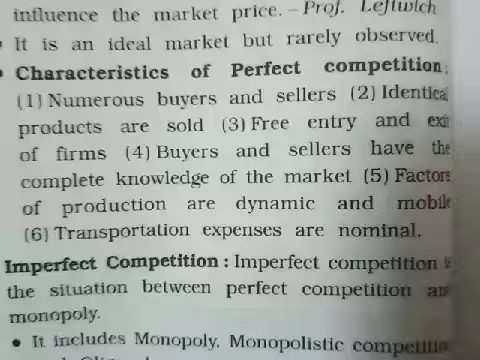 influence the market price. – Prof. Leftwich
• It is an ideal market but rarely observed.
• Characteristics of Perfect competition:
(1) Numerous buyers and sellers (2) Identical
products are sold (3) Free entry and exit
of firms (4) Buyers and sellers have the
complete knowledge of the market (5) Factors
of production are dynamic and mobile
(6) Transportation expenses are nominal.
Imperfect Competition : Imperfect competition is
the situation between perfect competition and
monopoly.
• It includes Monopoly, Monopolistic competition